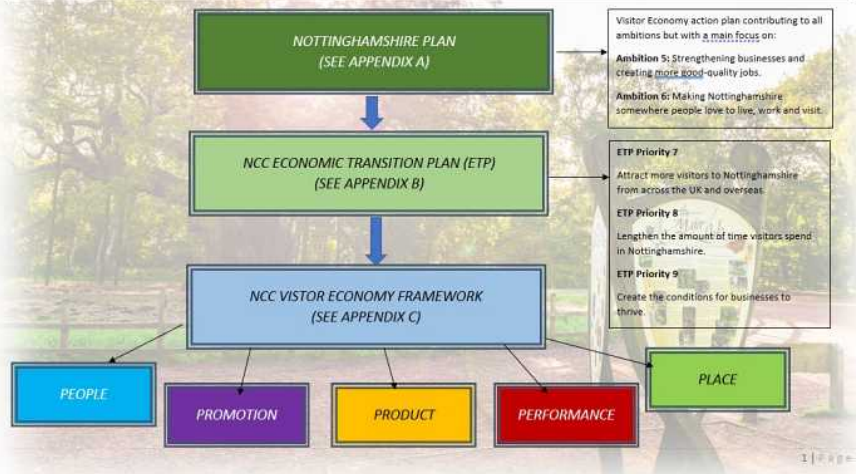 NOTTINGHAMSHIRE PLAN
(SEE APPENDIX A)
Visitor Economy action plan contributing to all
ambitions but with a main focus on:
Ambition 5: Strengthening businesses and
creating more good-quality jobs.
Ambition 6: Making Nottinghamshire
somewhere people love to live, work and visit.
NCC ECONOMIC TRANSITION PLAN (ETP)
(SEE APPENDIX B)
ETP Priority 7
Attract more visitors to Nottinghamshire
from across the UK and overseas.
ETP Priority 8
Lengthen the amount of time visitors spend
in Nottinghamshire.
ETP Priority 9
Create the conditions for businesses to
thrive.
NCC VISTOR ECONOMY FRAMEWORK
(SEE APPENDIX C)
PEOPLE
PROMOTION
PRODUCT
PERFORMANCE
PLACE
1 | Page